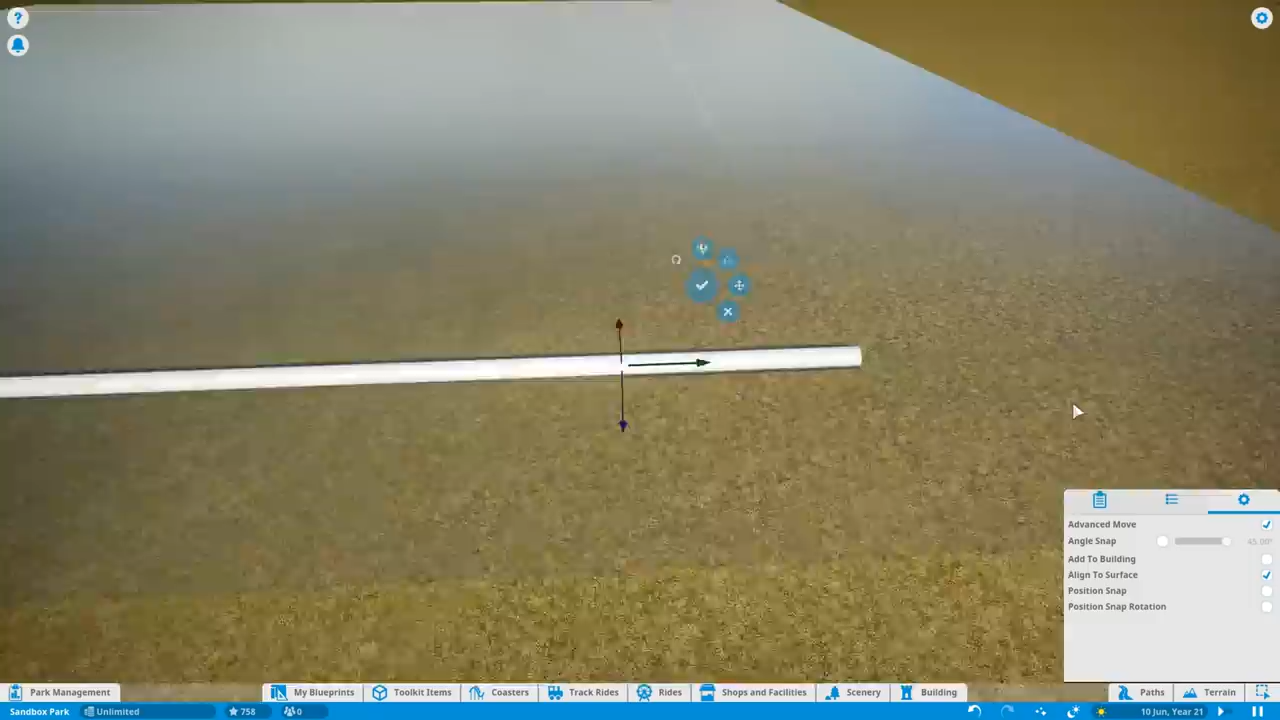 ?
Advanced Move
Angle Snap 45.00°
Add To Building
Align To Surface
Position Snap
Position Snap Rotation
Park Management My Blueprints Toolkit Items Coasters Track Rides Rides Shops and Facilities Scenery Building Paths Terrain
Sandbox Park Unlimited 758 0 10 Jun, Year 21